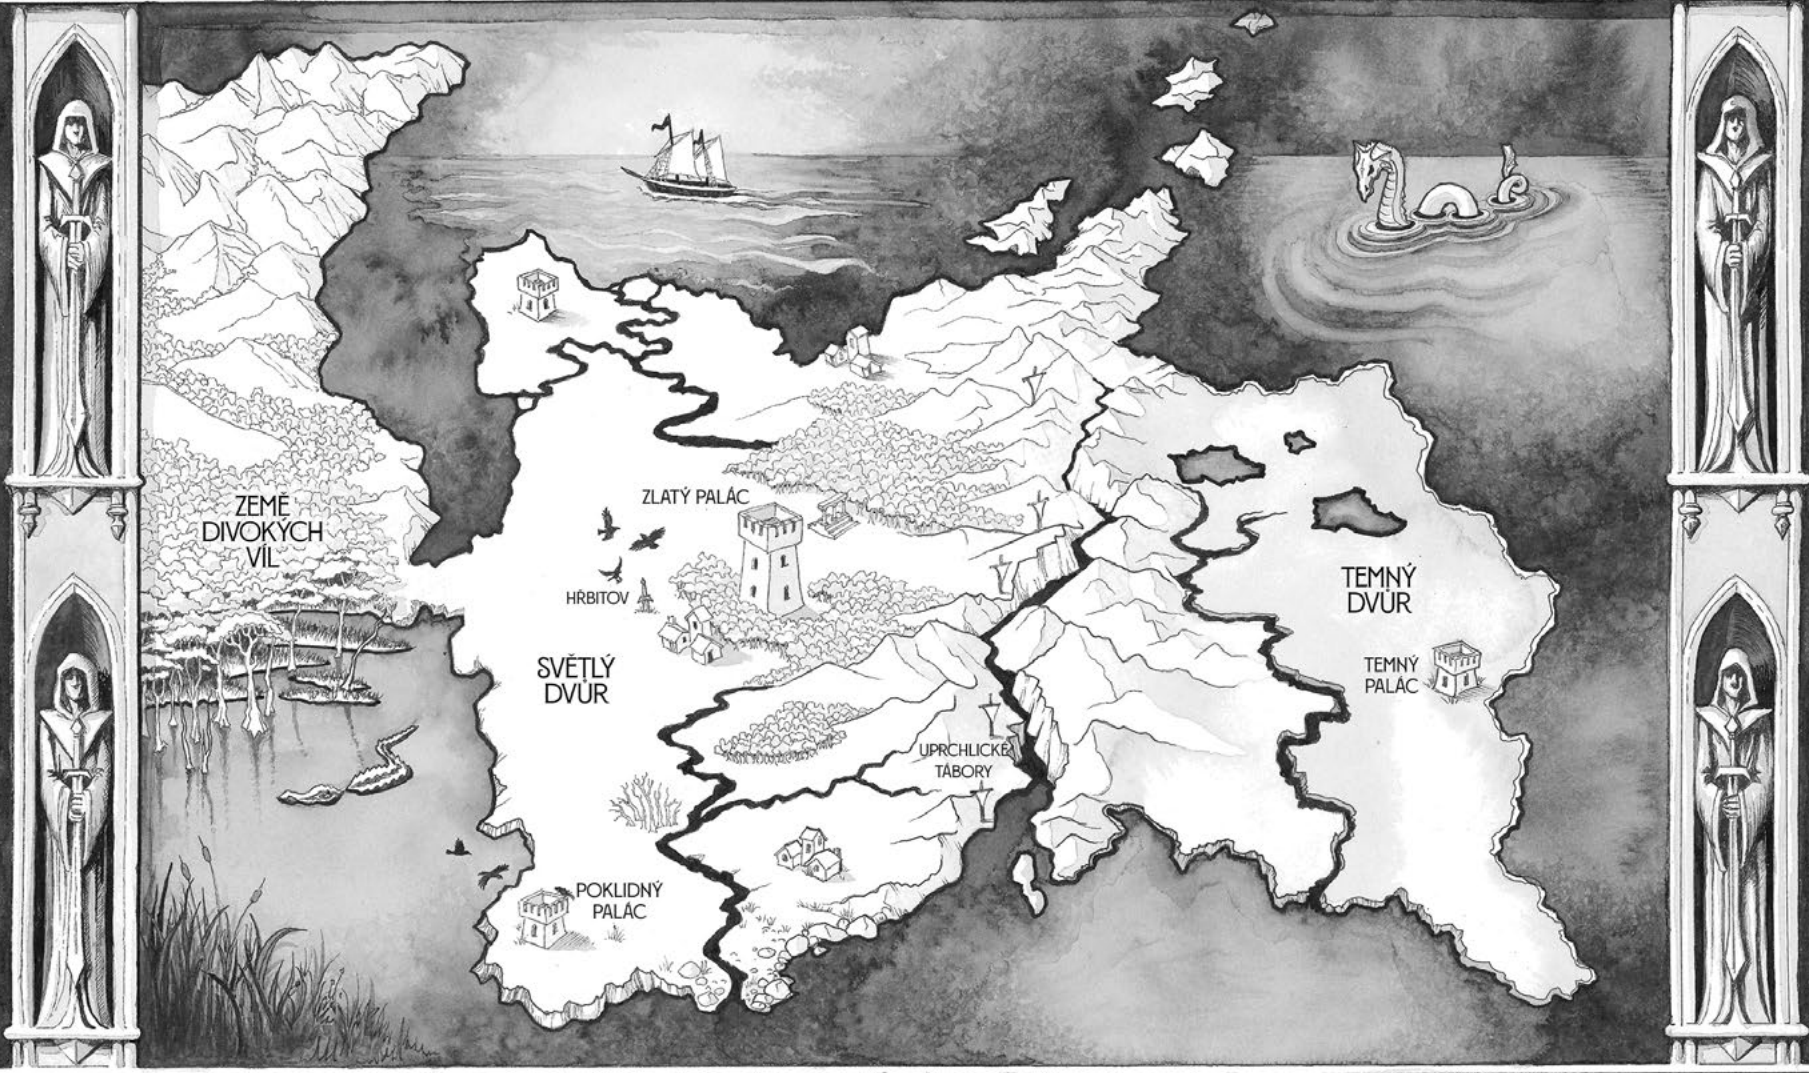 ZEMĚ
DIVOKÝCH
VÍL
ZLATÝ PALÁC
HŘBITOV
SVĚTLÝ
DVŮR
UPRCHLICKÉ
TÁBORY
POKLIDNÝ
PALÁC
TEMNÝ
DVŮR
TEMNÝ
PALÁC